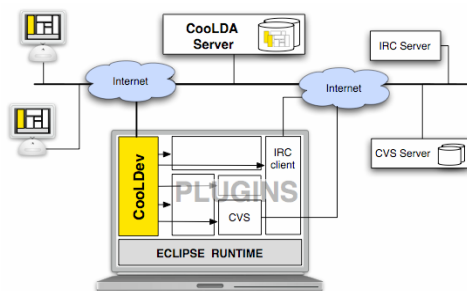 CooLDA
Server
IRC Server
Internet
Internet
CVS Server
CooLDev
IRC
client
PLUGINS
CVS
ECLIPSE RUNTIME